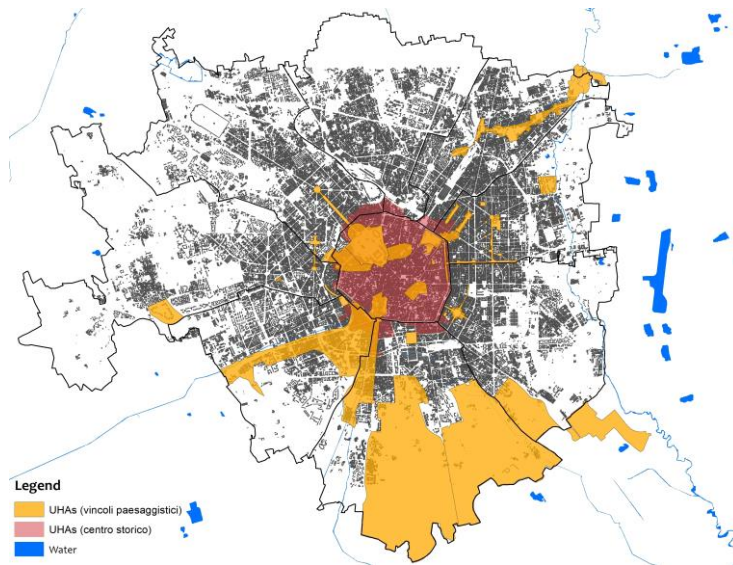 Legend
UHAs (vincoli paesaggistici)
UHAs (centro storico)
Water